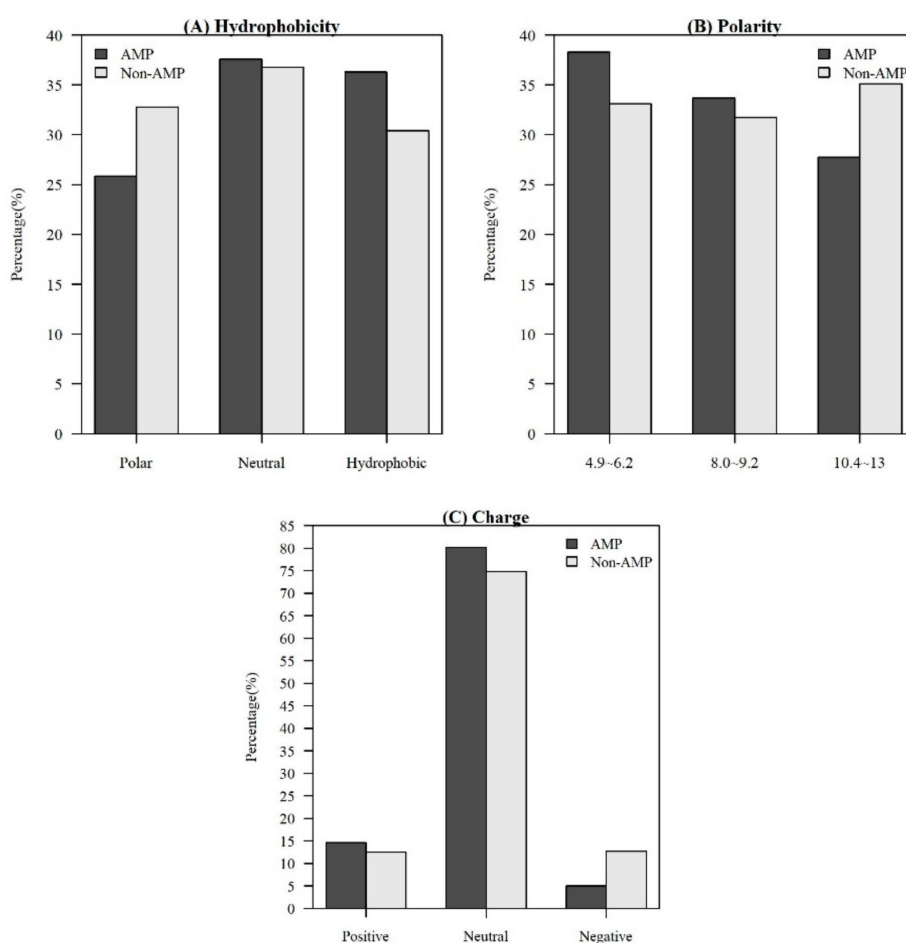 (A) Hydrophobicity
AMP
Non-AMP
Percentage(%)
40
35
30
25
20
15
10
5
0
Polar
Neutral
Hydrophobic
(B) Polarity
AMP
Non-AMP
Percentage(%)
40
35
30
25
20
15
10
5
0
4.9~6.2
8.0~9.2
10.4~13
(C) Charge
AMP
Non-AMP
Percentage(%)
85
80
75
70
65
60
55
50
45
40
35
30
25
20
15
10
5
0
Positive
Neutral
Negative